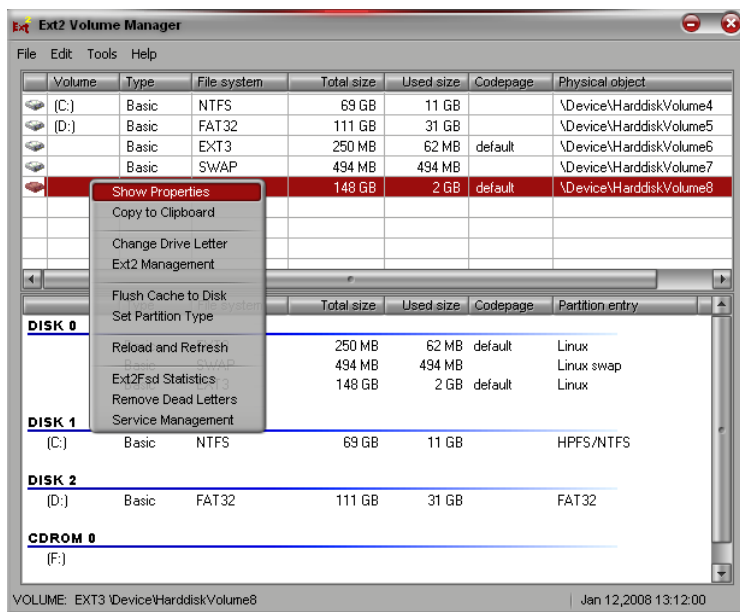 Ext2 Volume Manager
File Edit Tools Help
Volume Type File system Total size Used size Codepage Physical object
(C:) Basic NTFS 69 GB 11 GB \Device\HarddiskVolume4
(D:) Basic FAT32 111 GB 31 GB \Device\HarddiskVolume5
Basic EXT3 250 MB 62 MB default \Device\HarddiskVolume6
Basic SWAP 494 MB 494 MB \Device\HarddiskVolume7
148 GB 2 GB default \Device\HarddiskVolume8
Show Properties
Copy to Clipboard
Change Drive Letter
Ext2 Management
Flush Cache to Disk
Set Partition Type
Reload and Refresh
Ext2Fsd Statistics
Remove Dead Letters
Service Management
Total size Used size Codepage Partition entry
DISK 0
250 MB 62 MB default Linux
Basic SWAP 494 MB 494 MB Linux swap
EXT3 148 GB 2 GB default Linux
DISK 1
(C:) Basic NTFS 69 GB 11 GB HPFS/NTFS
DISK 2
(D:) Basic FAT32 111 GB 31 GB FAT32
CDROM 0
(F:)
VOLUME: EXT3 \Device\HarddiskVolume8 Jan 12,2008 13:12:00